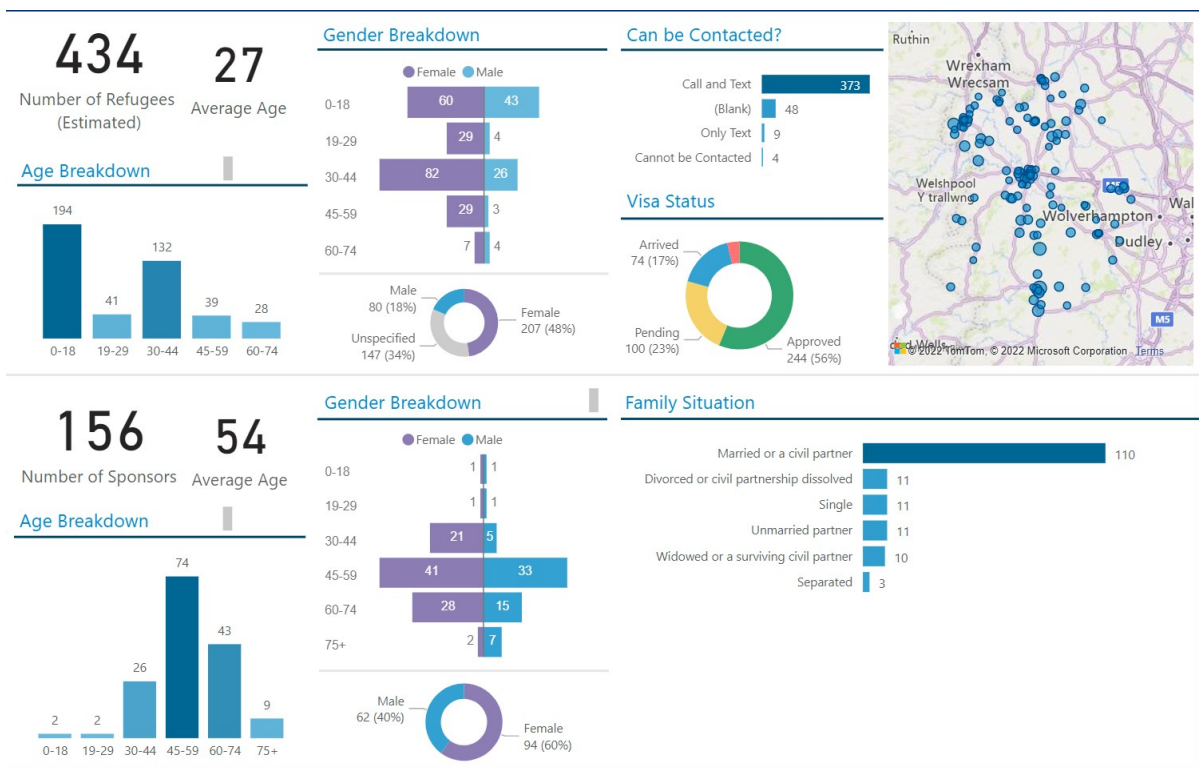 434
Number of Refugees
(Estimated)
27
Average Age
Age Breakdown
194
41
132
39
28
0-18
19-29
30-44
45-59
60-74
Gender Breakdown
Female Male
0-18 60 43
19-29 29 4
30-44 82 26
45-59 29 3
60-74 7 4
Male
80 (18%)
Unspecified
147 (34%)
Female
207 (48%)
Can be Contacted?
Call and Text 373
(Blank) 48
Only Text 9
Cannot be Contacted 4
Visa Status
Arrived
74 (17%)
Pending
100 (23%)
Approved
244 (56%)
Ruthin
Wrexham
Wrecsam
Welshpool
Y trallwng
Wal
Wolverhampton
Dudley
M5
© 2022 TomTom, © 2022 Microsoft Corporation Terms
156
Number of Sponsors
54
Average Age
Age Breakdown
2
2
26
74
43
9
0-18
19-29
30-44
45-59
60-74
75+
Gender Breakdown
Female Male
0-18 1 1
19-29 1 1
30-44 21 5
45-59 41 33
60-74 28 15
75+ 2 7
Male
62 (40%)
Female
94 (60%)
Family Situation
Married or a civil partner 110
Divorced or civil partnership dissolved 11
Single 11
Unmarried partner 11
Widowed or a surviving civil partner 10
Separated 3